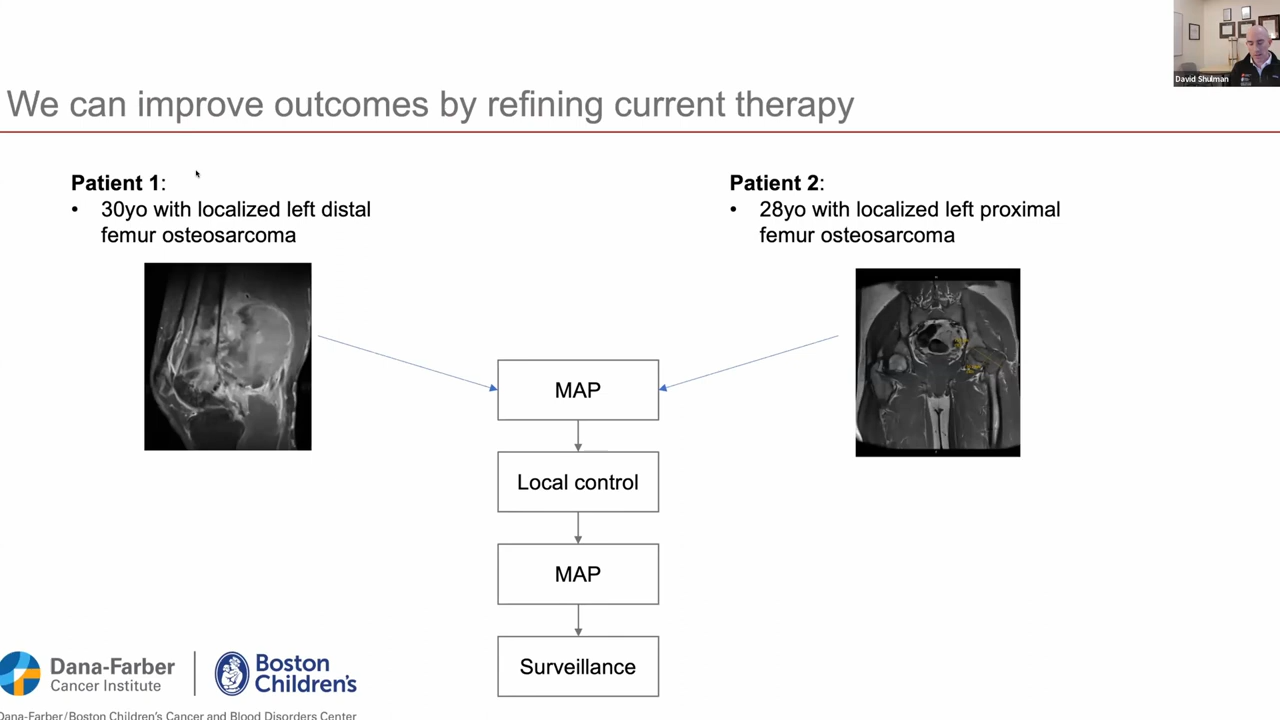 David Shulman
We can improve outcomes by refining current therapy
Patient 1:
• 30yo with localized left distal
femur osteosarcoma
Patient 2:
• 28yo with localized left proximal
femur osteosarcoma
MAP
Local control
MAP
Surveillance
Dana-Farber
Cancer Institute
Boston
Children's
Dana-Farber/Boston Children's Cancer and Blood Disorders Center